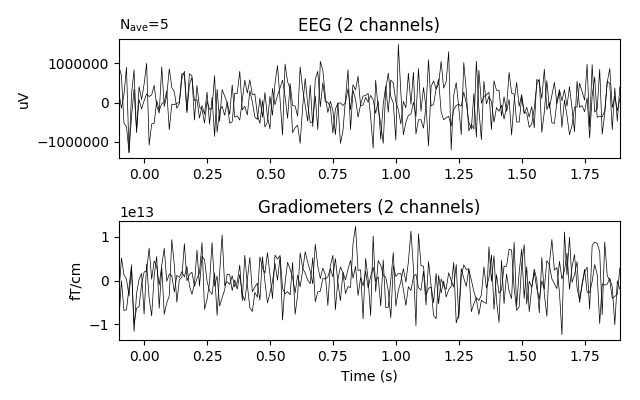 N_ave=5
EEG (2 channels)
1000000
0
−1000000
uV
0.00 0.25 0.50 0.75 1.00 1.25 1.50 1.75
1e13
Gradiometers (2 channels)
1
0
−1
fT/cm
0.00 0.25 0.50 0.75 1.00 1.25 1.50 1.75
Time (s)